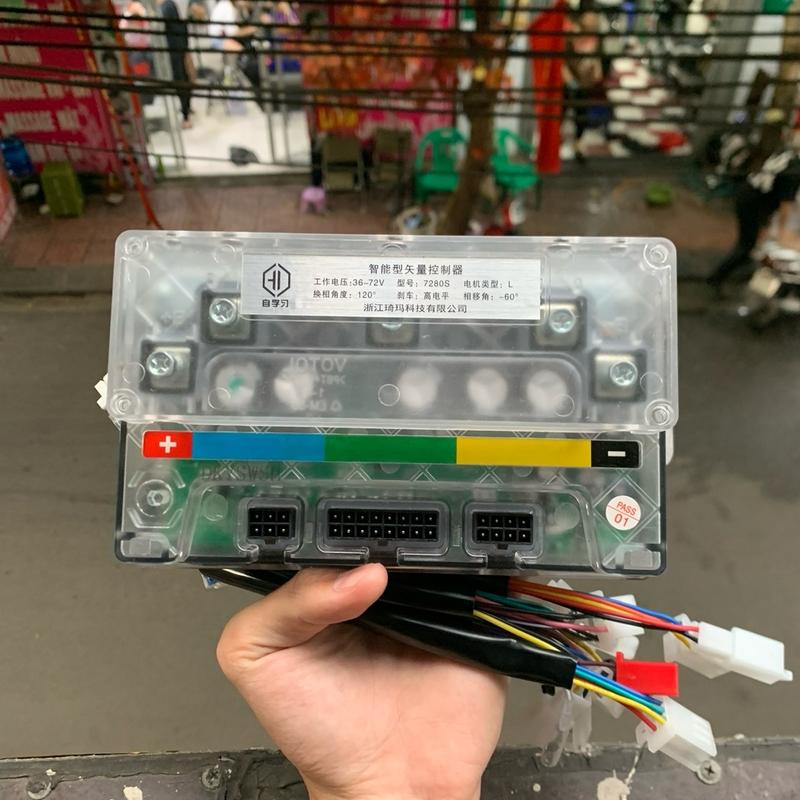 智能型矢量控制器
工作电压:36-72V 型号: 7280S 电机类型: L
换相角度: 120° 刹车: 高电平 相移角: -60°
浙江琦玛科技有限公司
自学习
+
−
PASS
01